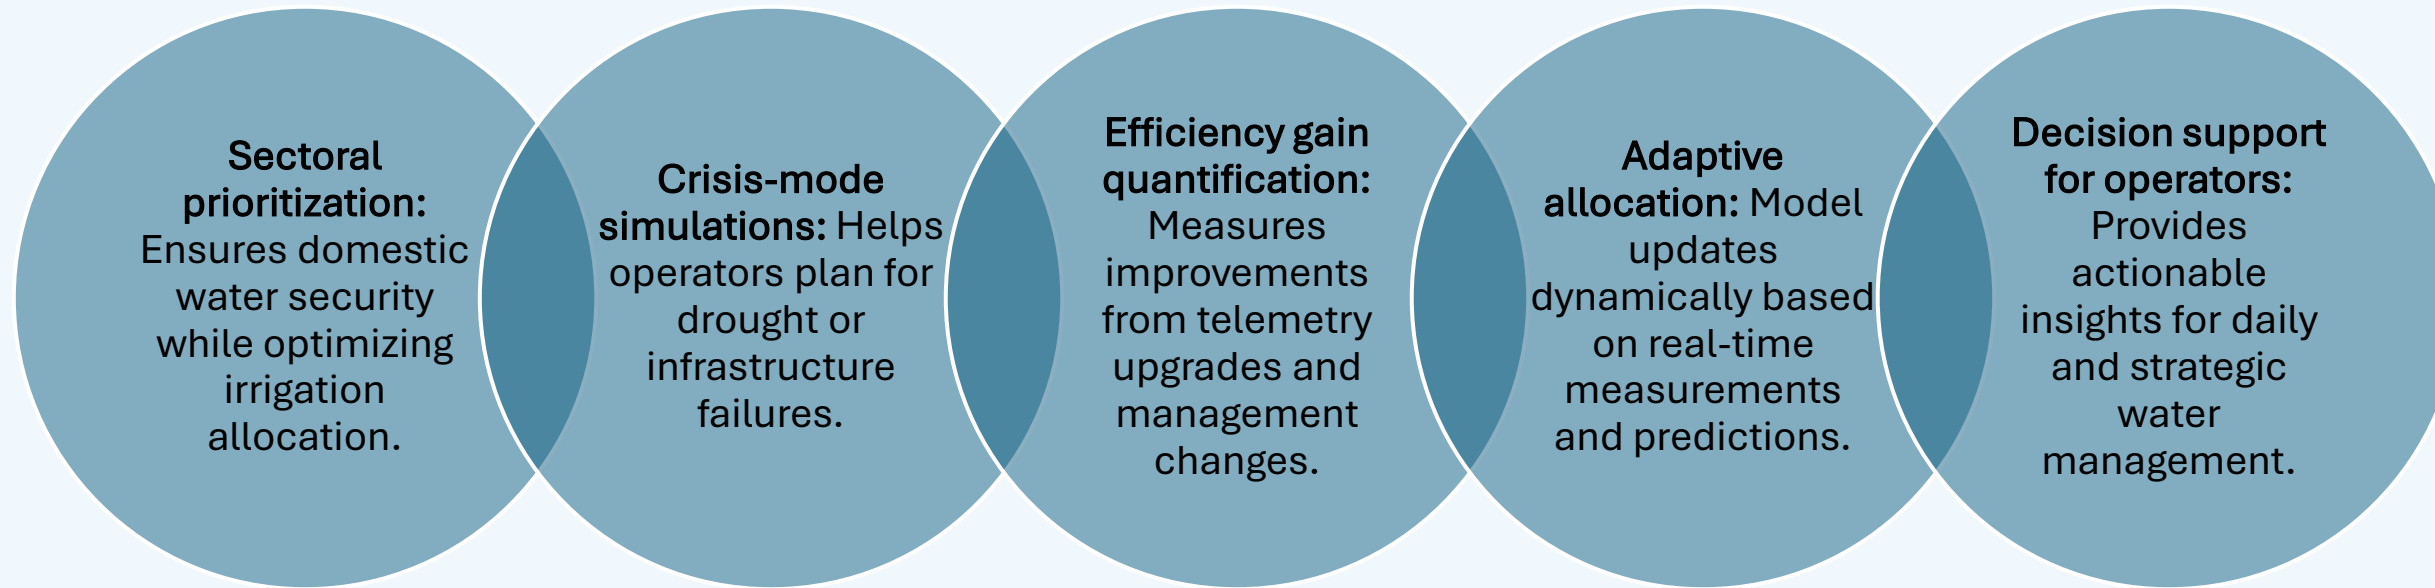 Sectoral
prioritization:
Ensures domestic
water security
while optimizing
irrigation
allocation.
Crisis-mode
simulations: Helps
operators plan for
drought or
infrastructure
failures.
Efficiency gain
quantification:
Measures
improvements
from telemetry
upgrades and
management
changes.
Adaptive
allocation: Model
updates
dynamically based
on real-time
measurements
and predictions.
Decision support
for operators:
Provides
actionable
insights for daily
and strategic
water
management.